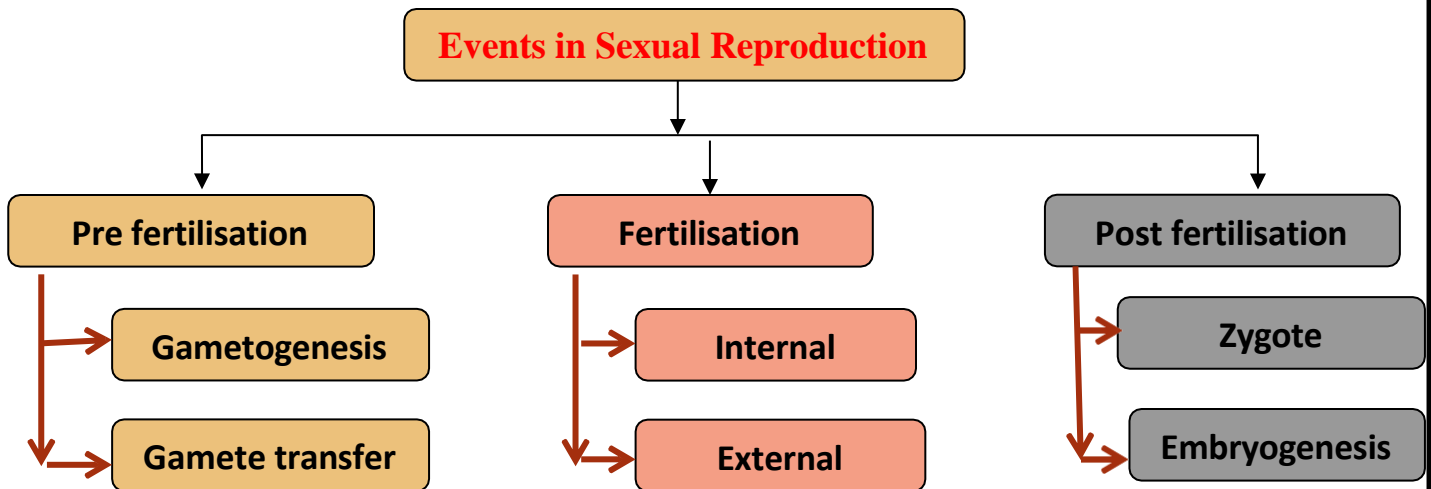 Events in Sexual Reproduction
Pre fertilisation
Fertilisation
Post fertilisation
Gametogenesis
Internal
Zygote
Gamete transfer
External
Embryogenesis